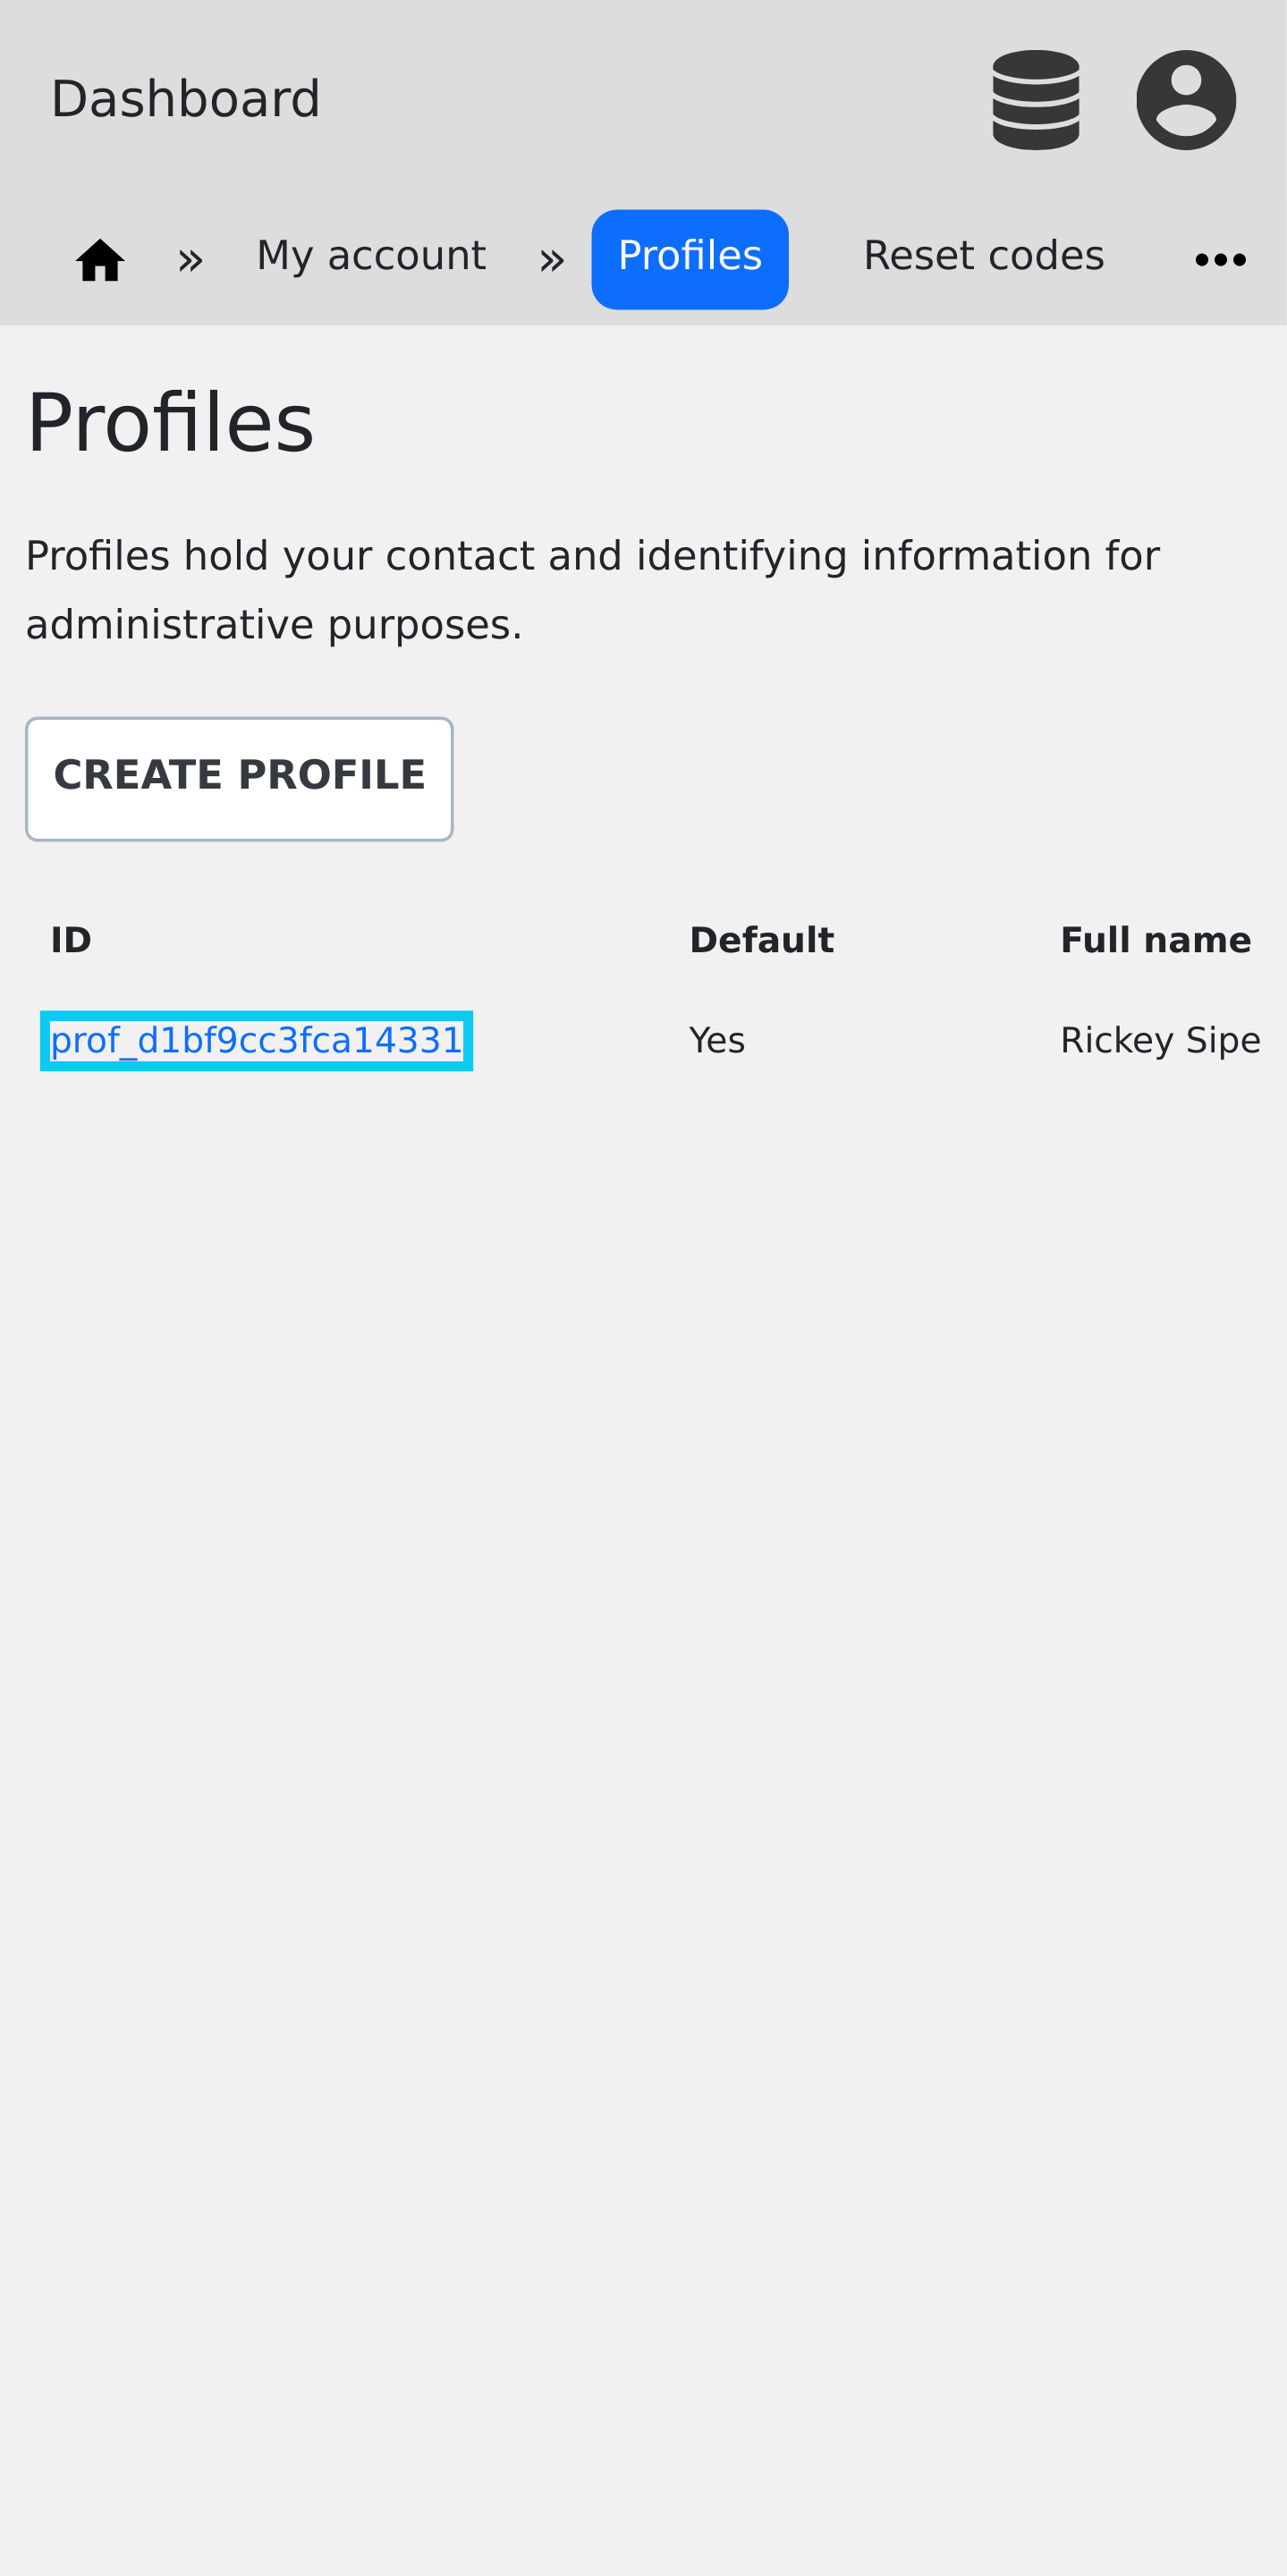 Dashboard
» My account » Profiles Reset codes •••
Profiles
Profiles hold your contact and identifying information for
administrative purposes.
CREATE PROFILE
ID Default Full name
prof_d1bf9cc3fca14331 Yes Rickey Sipe